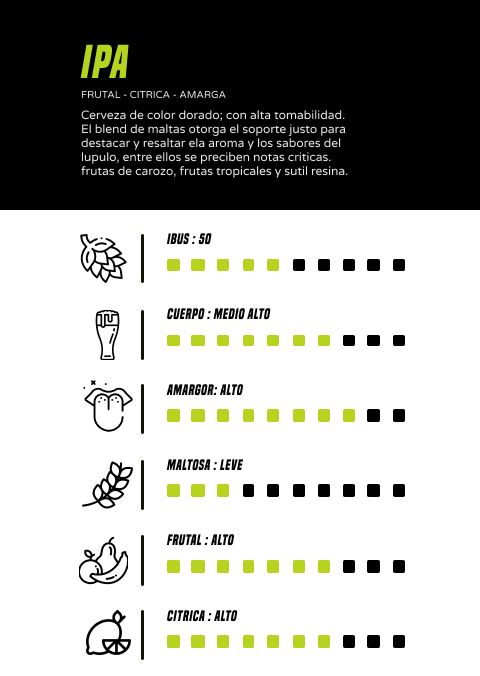 IPA
FRUTAL - CITRICA - AMARGA
Cerveza de color dorado; con alta tomabilidad.
El blend de maltas otorga el soporte justo para
destacar y resaltar ela aroma y los sabores del
lupulo, entre ellos se preciben notas criticas.
frutas de carozo, frutas tropicales y sutil resina.
IBUS : 50
CUERPO : MEDIO ALTO
AMARGOR: ALTO
MALTOSA : LEVE
FRUTAL : ALTO
CITRICA : ALTO